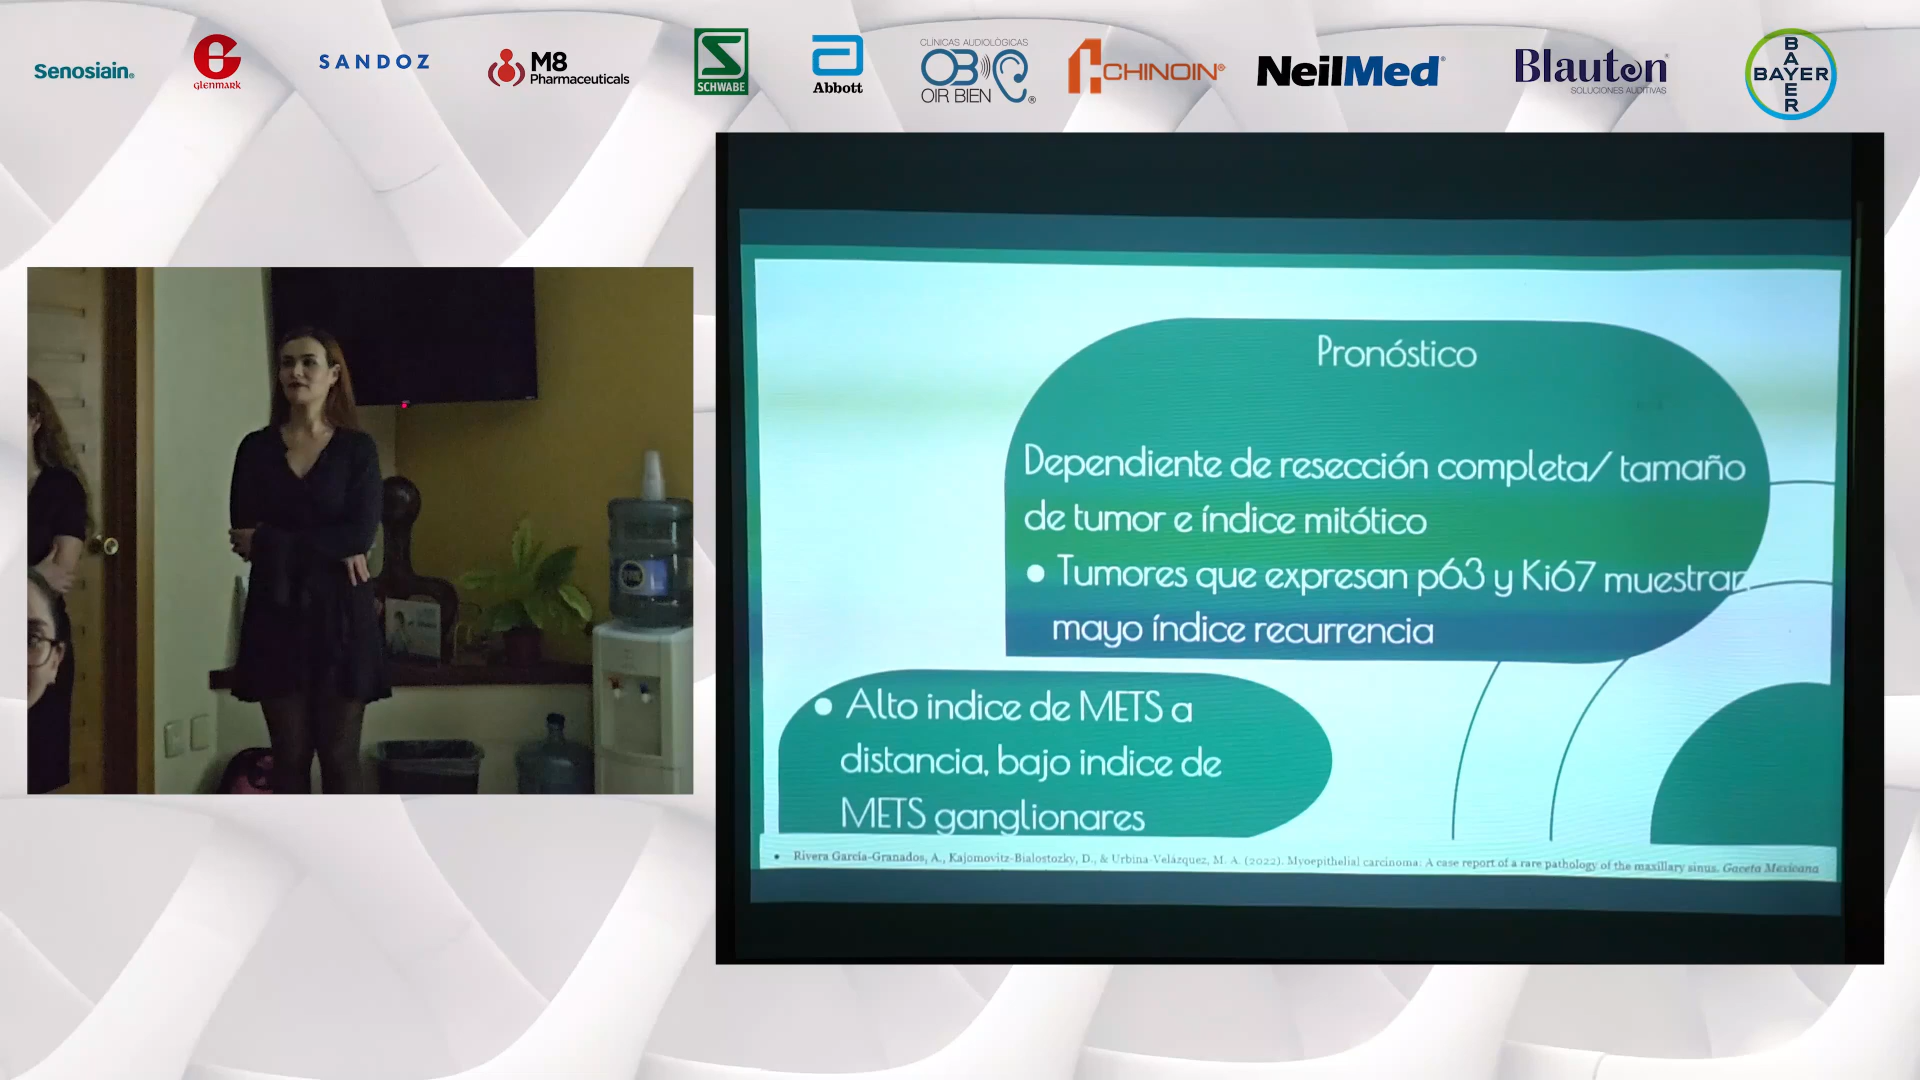 Senosiain®
glenmark
SANDOZ
M8
Pharmaceuticals
SCHWABE
Abbott
CLINICAS AUDIOLÓGICAS
OB
OIR BIEN ®
CHINOIN®
NeilMed®
Blauton®
SOLUCIONES AUDITIVAS
BAYER
BAYER
Pronóstico
Dependiente de resección completa/ tamaño
de tumor e índice mitótico
● Tumores que expresan p63 y Ki67 muestran
mayo índice recurrencia
● Alto indice de METS a
distancia, bajo indice de
METS ganglionares
• Rivera García-Granados, A., Kajomovitz-Bialostozky, D., & Urbina-Velázquez, M. A. (2022). Myoepithelial carcinoma: A case report of a rare pathology of the maxillary sinus. Gaceta Mexicana